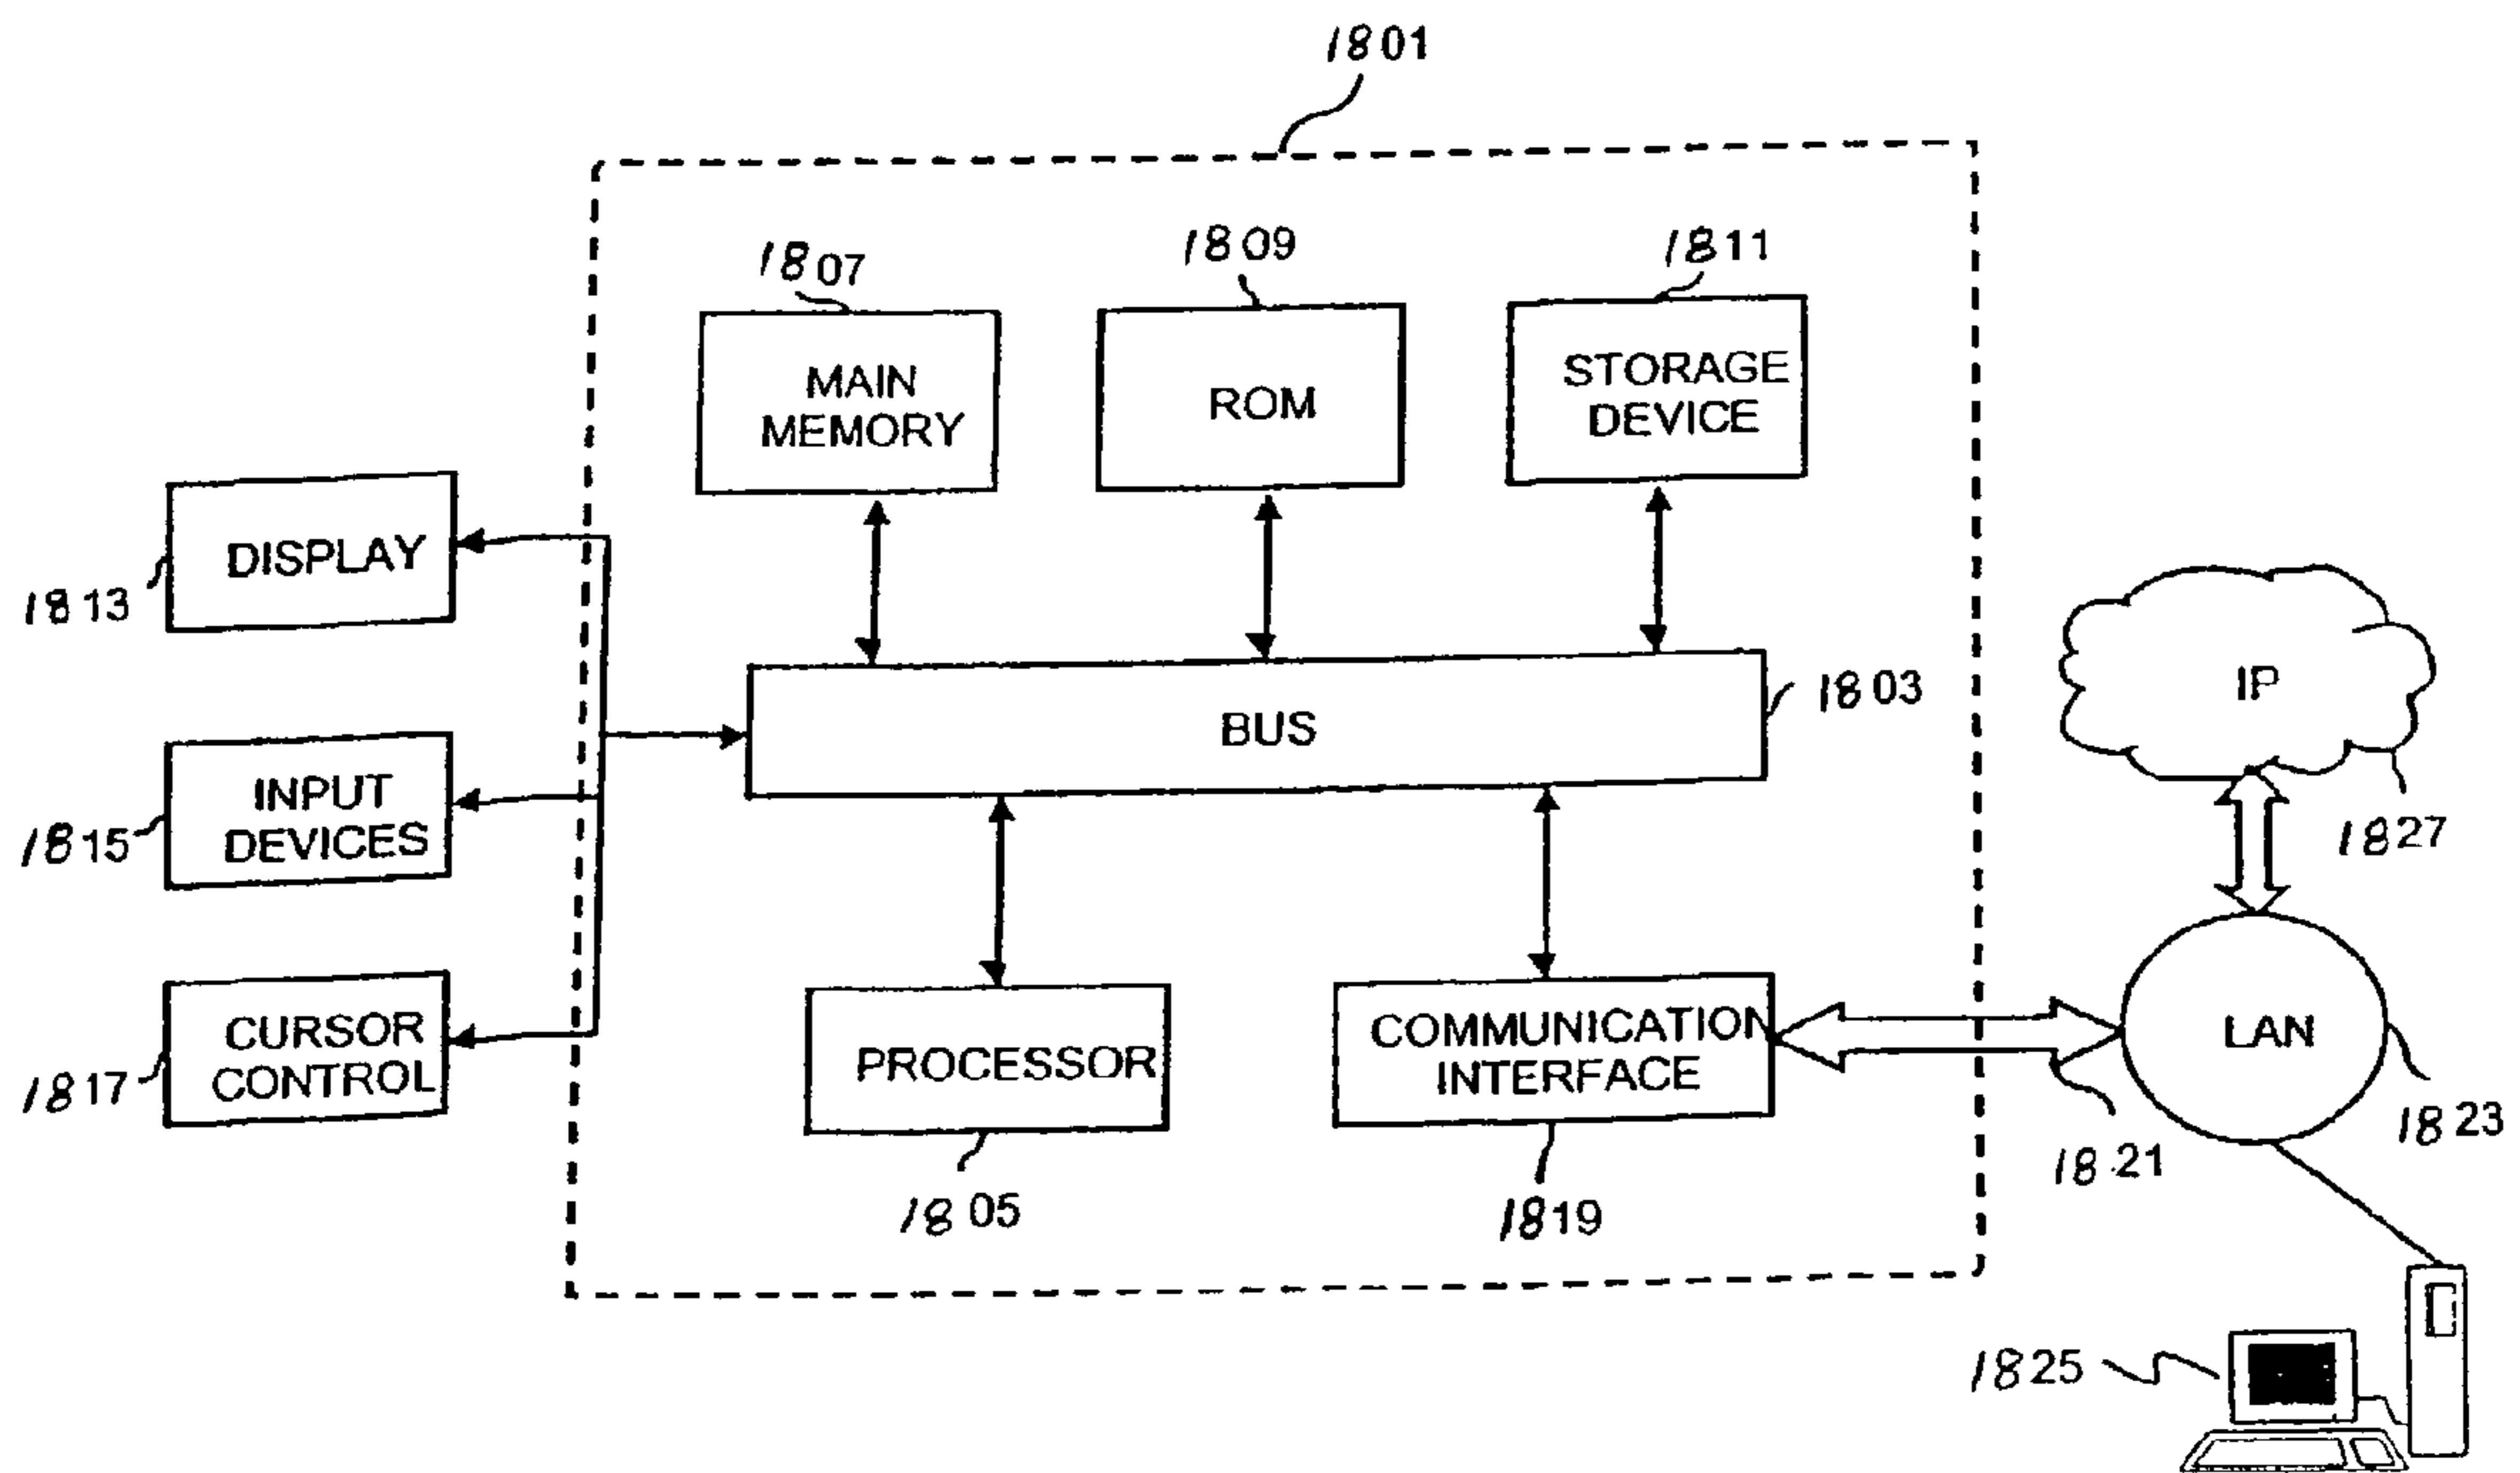 1801
1807
1809
1811
MAIN
MEMORY
ROM
STORAGE
DEVICE
DISPLAY
1813
BUS
1803
IP
1827
INPUT
DEVICES
1815
CURSOR
CONTROL
1817
PROCESSOR
1805
COMMUNICATION
INTERFACE
1819
LAN
1821
1823
1825